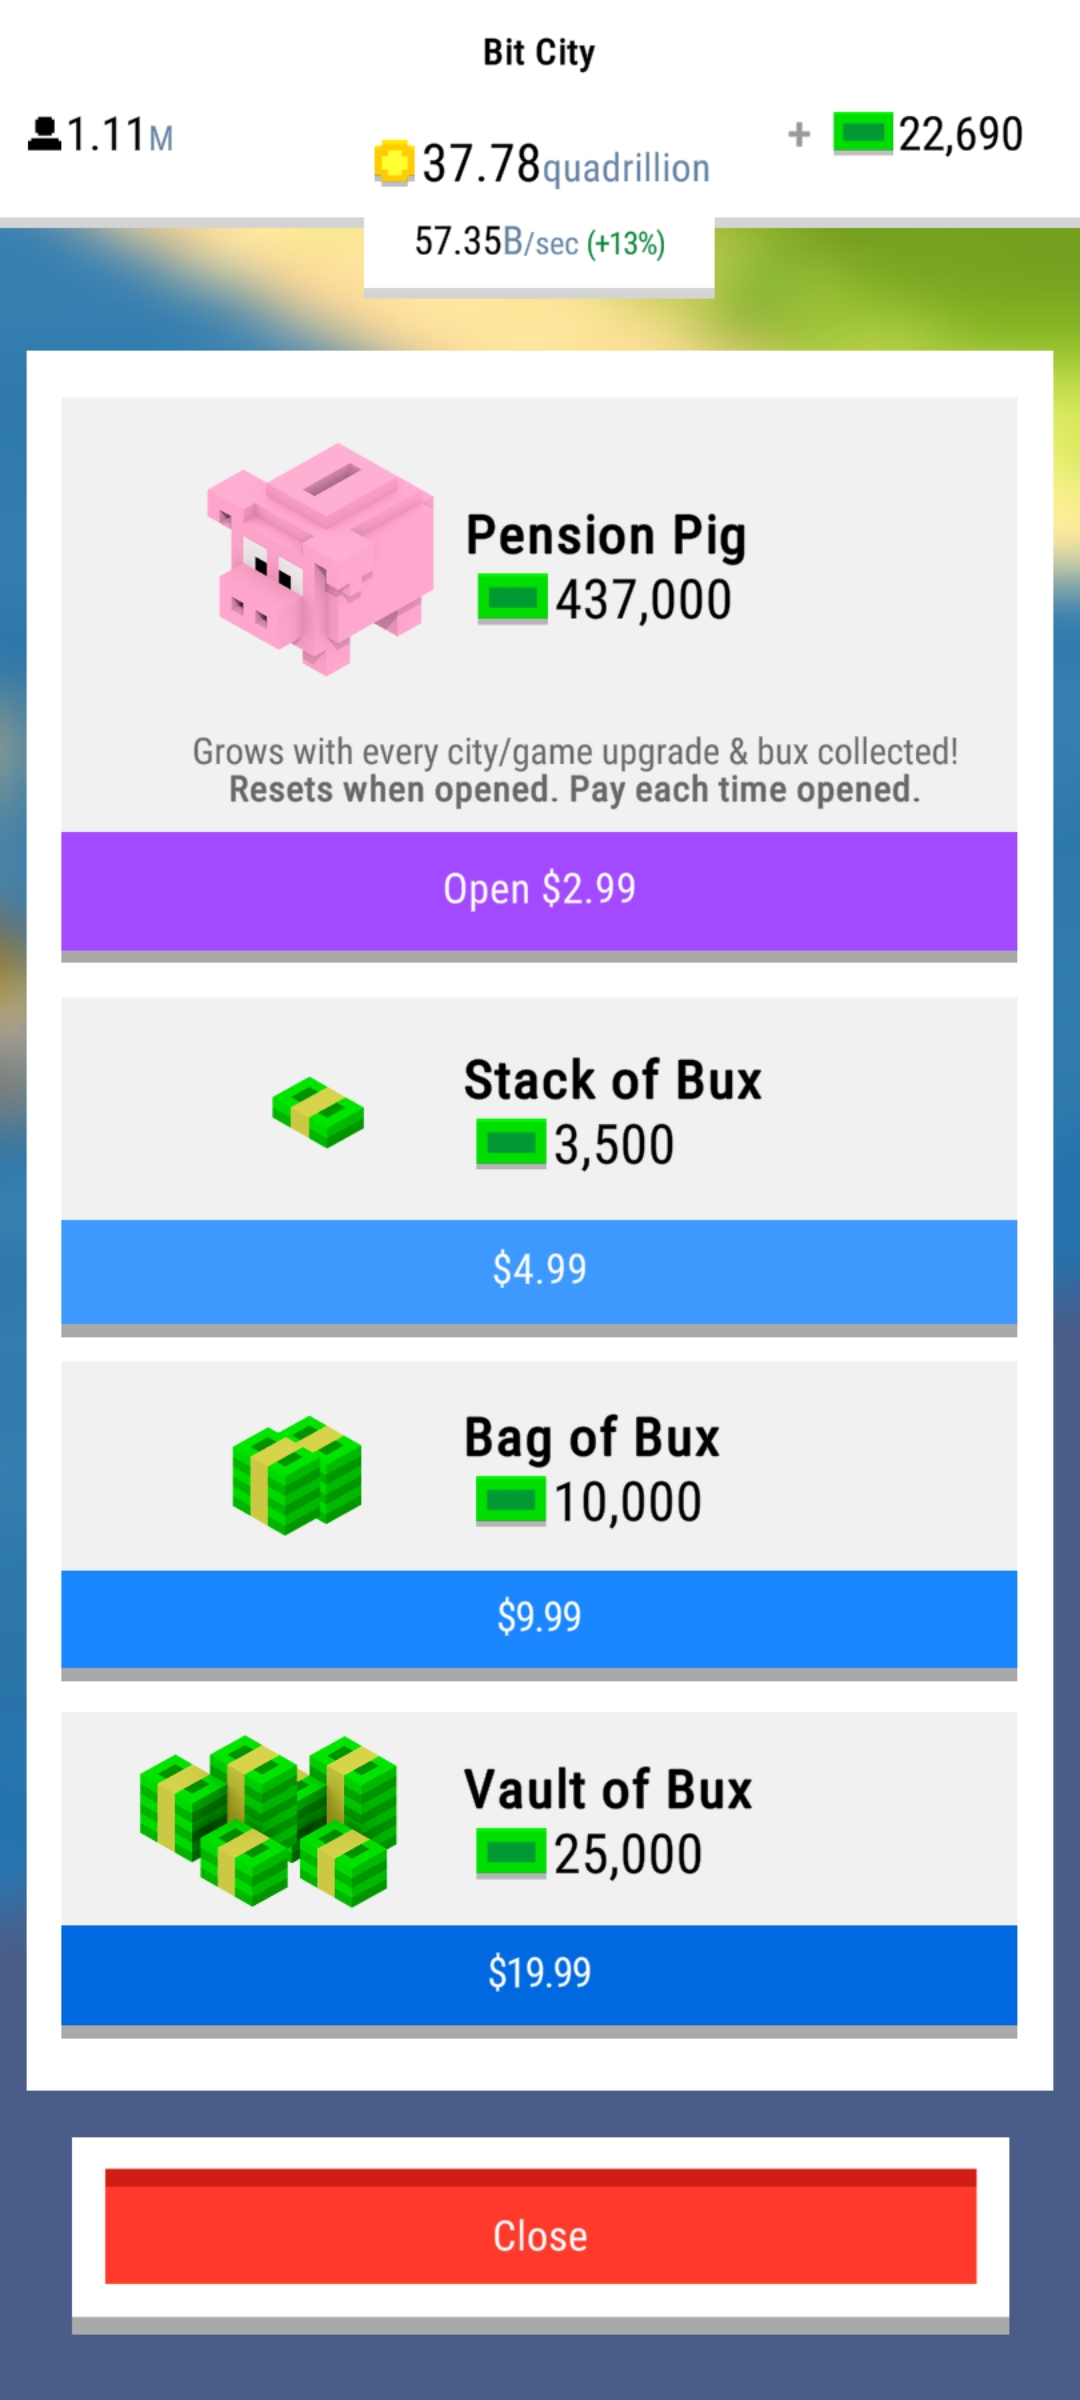 Bit City
1.11M
37.78quadrillion
+ 22,690
57.35B/sec (+13%)
Pension Pig
437,000
Grows with every city/game upgrade & bux collected!
Resets when opened. Pay each time opened.
Open $2.99
Stack of Bux
3,500
$4.99
Bag of Bux
10,000
$9.99
Vault of Bux
25,000
$19.99
Close